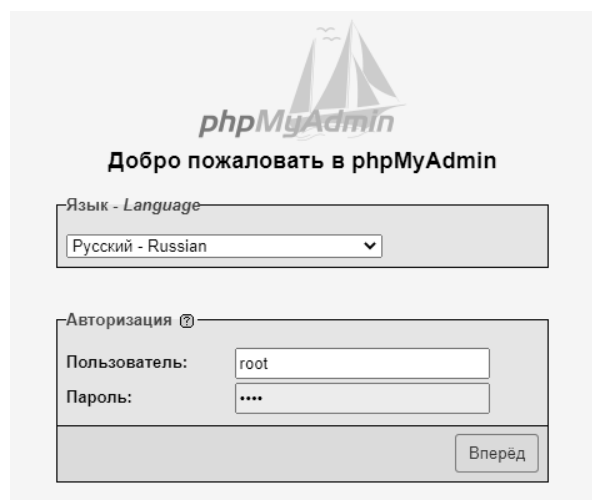 phpMyAdmin
Добро пожаловать в phpMyAdmin
Язык - Language
Русский - Russian
Авторизация ?
Пользователь: root
Пароль: ••••
Вперёд